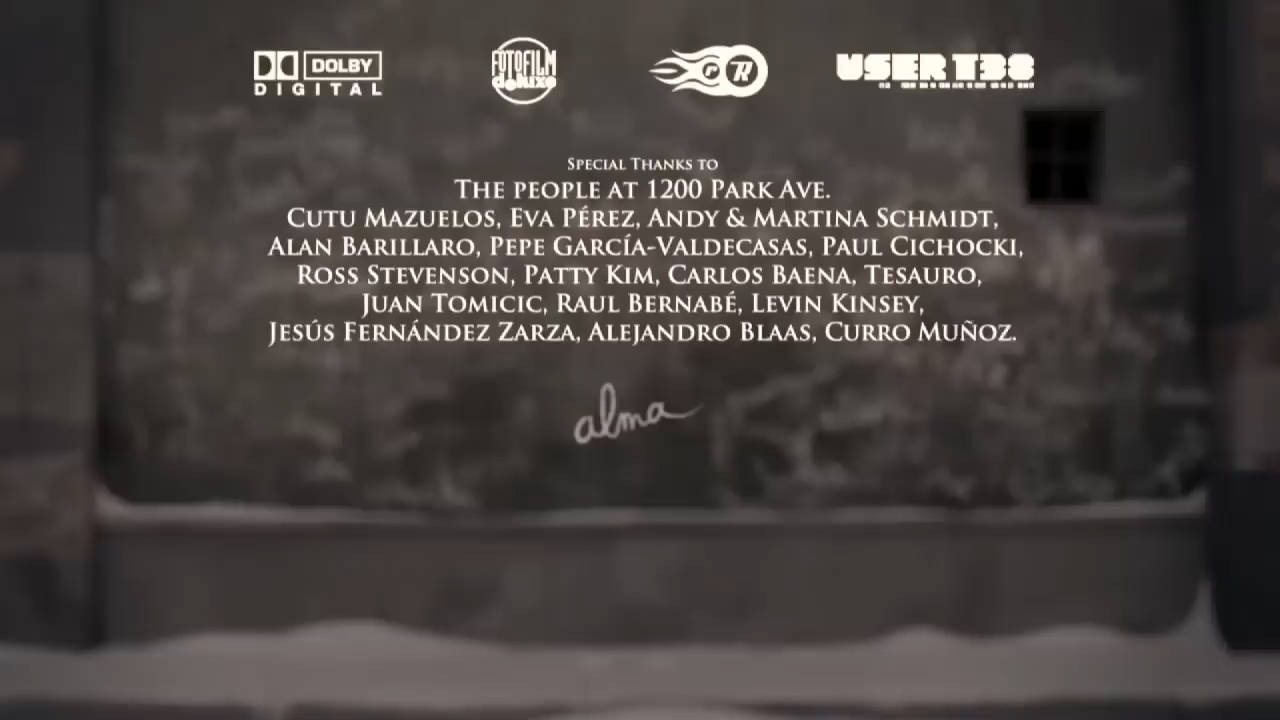 DOLBY
DIGITAL
FOTOFILM
deluxe
rR
USER T38
SPECIAL THANKS TO
THE PEOPLE AT 1200 PARK AVE.
CUTU MAZUELOS, EVA PÉREZ, ANDY & MARTINA SCHMIDT,
ALAN BARILLARO, PEPE GARCÍA-VALDECASAS, PAUL CICHOCKI,
ROSS STEVENSON, PATTY KIM, CARLOS BAENA, TESAURO,
JUAN TOMICIC, RAUL BERNABÉ, LEVIN KINSEY,
JESÚS FERNÁNDEZ ZARZA, ALEJANDRO BLAAS, CURRO MUÑOZ.
alma